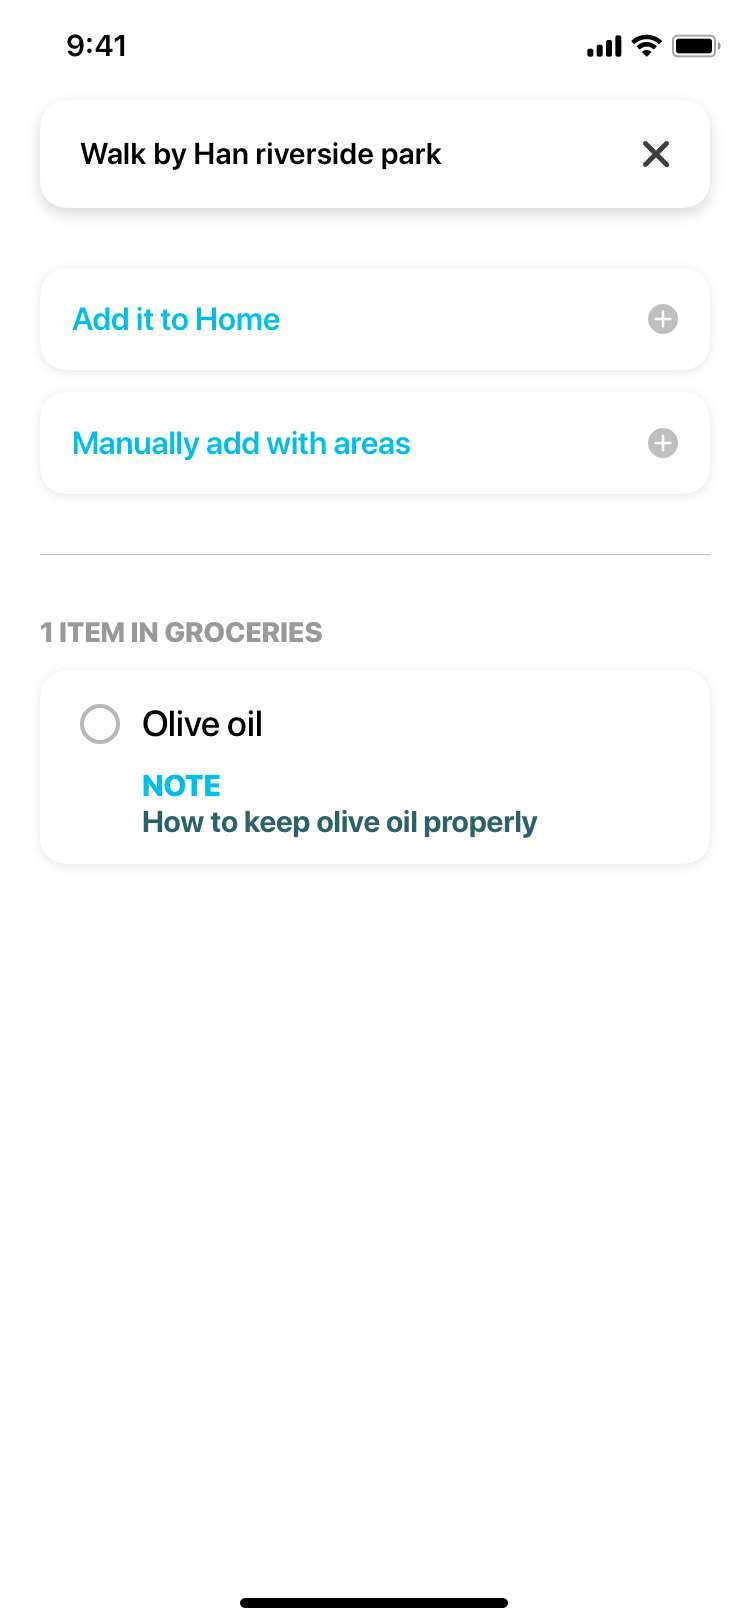 9:41
Walk by Han riverside park
Add it to Home
Manually add with areas
1 ITEM IN GROCERIES
Olive oil
NOTE
How to keep olive oil properly